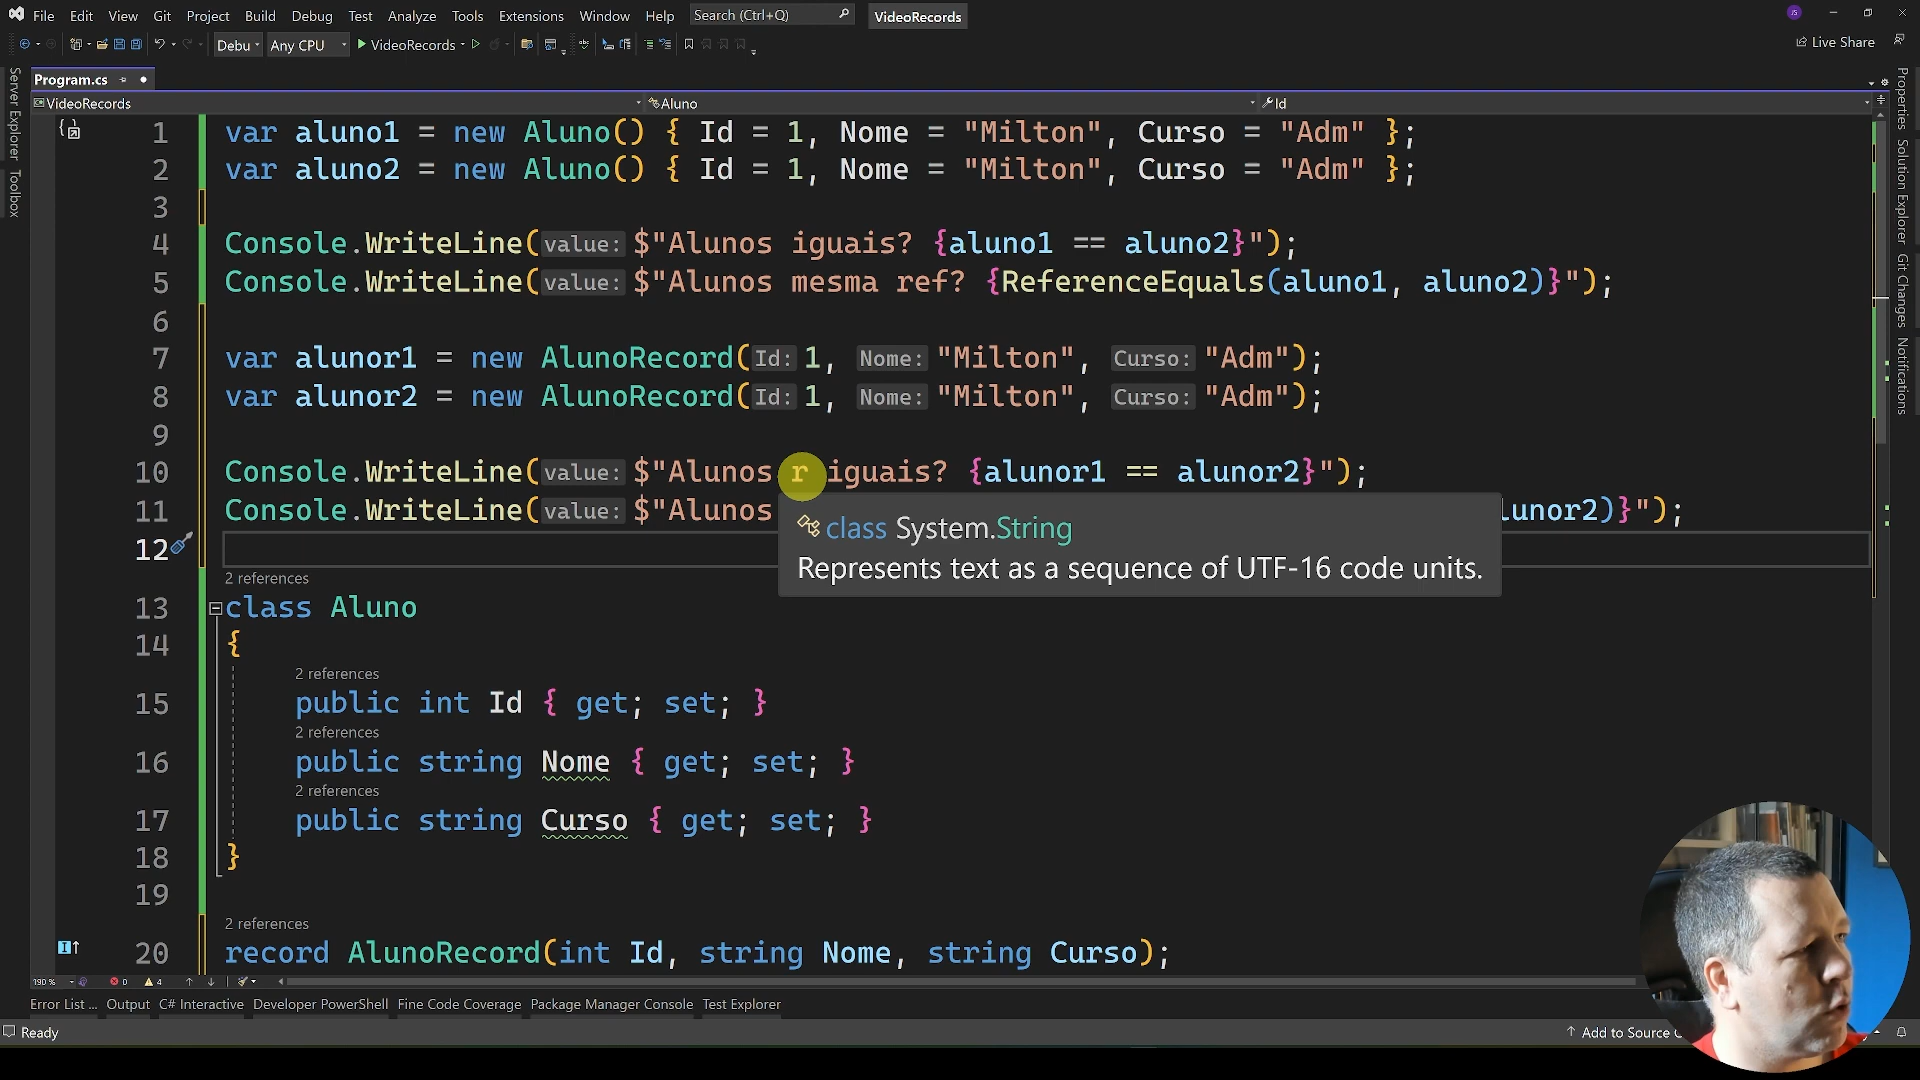 File Edit View Git Project Build Debug Test Analyze Tools Extensions Window Help Search (Ctrl+Q) VideoRecords JS
Debu Any CPU VideoRecords Live Share
Program.cs
VideoRecords Aluno Id
Server Explorer
Toolbox
Properties
Solution Explorer
Git Changes
Notifications
1 var aluno1 = new Aluno() { Id = 1, Nome = "Milton", Curso = "Adm" };
2 var aluno2 = new Aluno() { Id = 1, Nome = "Milton", Curso = "Adm" };
3
4 Console.WriteLine(value: $"Alunos iguais? {aluno1 == aluno2}");
5 Console.WriteLine(value: $"Alunos mesma ref? {ReferenceEquals(aluno1, aluno2)}");
6
7 var alunor1 = new AlunoRecord(Id: 1, Nome: "Milton", Curso: "Adm");
8 var alunor2 = new AlunoRecord(Id: 1, Nome: "Milton", Curso: "Adm");
9
10 Console.WriteLine(value: $"Alunos r iguais? {alunor1 == alunor2}");
11 Console.WriteLine(value: $"Alunos lunor2)}");
class System.String
Represents text as a sequence of UTF-16 code units.
12
2 references
13 class Aluno
14 {
2 references
15 public int Id { get; set; }
2 references
16 public string Nome { get; set; }
2 references
17 public string Curso { get; set; }
18 }
19
2 references
20 record AlunoRecord(int Id, string Nome, string Curso);
190 % 0 4
Error List ... Output C# Interactive Developer PowerShell Fine Code Coverage Package Manager Console Test Explorer
Ready Add to Source C